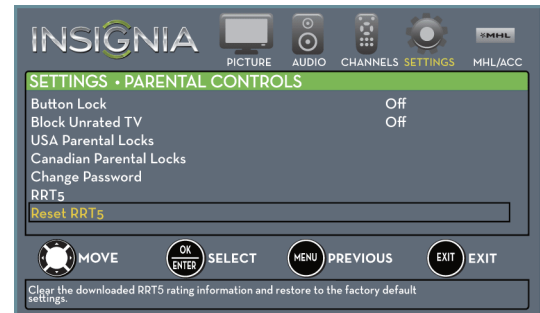 INSIGNIA
PICTURE AUDIO CHANNELS SETTINGS MHL MHL/ACC
SETTINGS • PARENTAL CONTROLS
Button Lock Off
Block Unrated TV Off
USA Parental Locks
Canadian Parental Locks
Change Password
RRT5
Reset RRT5
MOVE OK ENTER SELECT MENU PREVIOUS EXIT EXIT
Clear the downloaded RRT5 rating information and restore to the factory default
settings.